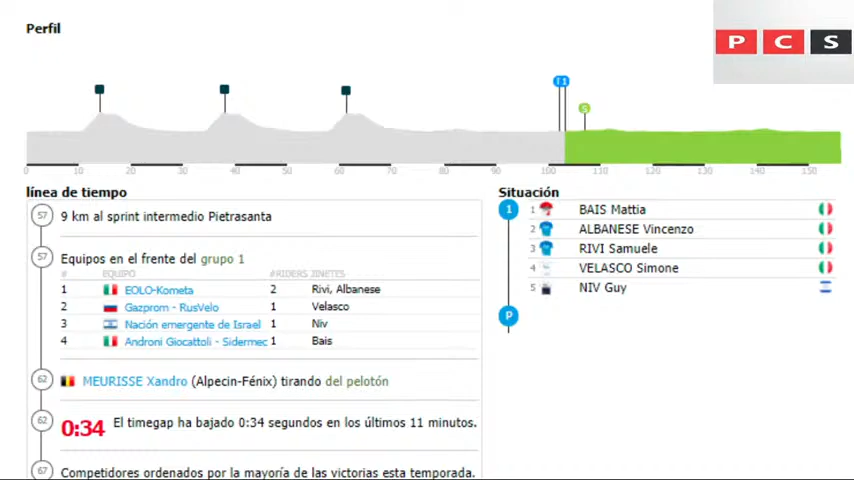 Perfil
P C S
1
S
0 10 20 30 40 50 60 70 80 90 100 110 120 130 140 150
línea de tiempo
57 9 km al sprint intermedio Pietrasanta
57 Equipos en el frente del grupo 1
# EQUIPO #RIDERS JINETES
1 EOLO-Kometa 2 Rivi, Albanese
2 Gazprom - RusVelo 1 Velasco
3 Nación emergente de Israel 1 Niv
4 Androni Giocattoli - Sidermec 1 Bais
62 MEURISSE Xandro (Alpecin-Fénix) tirando del pelotón
62 0:34 El timegap ha bajado 0:34 segundos en los últimos 11 minutos.
67 Competidores ordenados por la mayoría de las victorias esta temporada.
Situación
1 1 BAIS Mattia
2 ALBANESE Vincenzo
3 RIVI Samuele
4 VELASCO Simone
5 NIV Guy
P